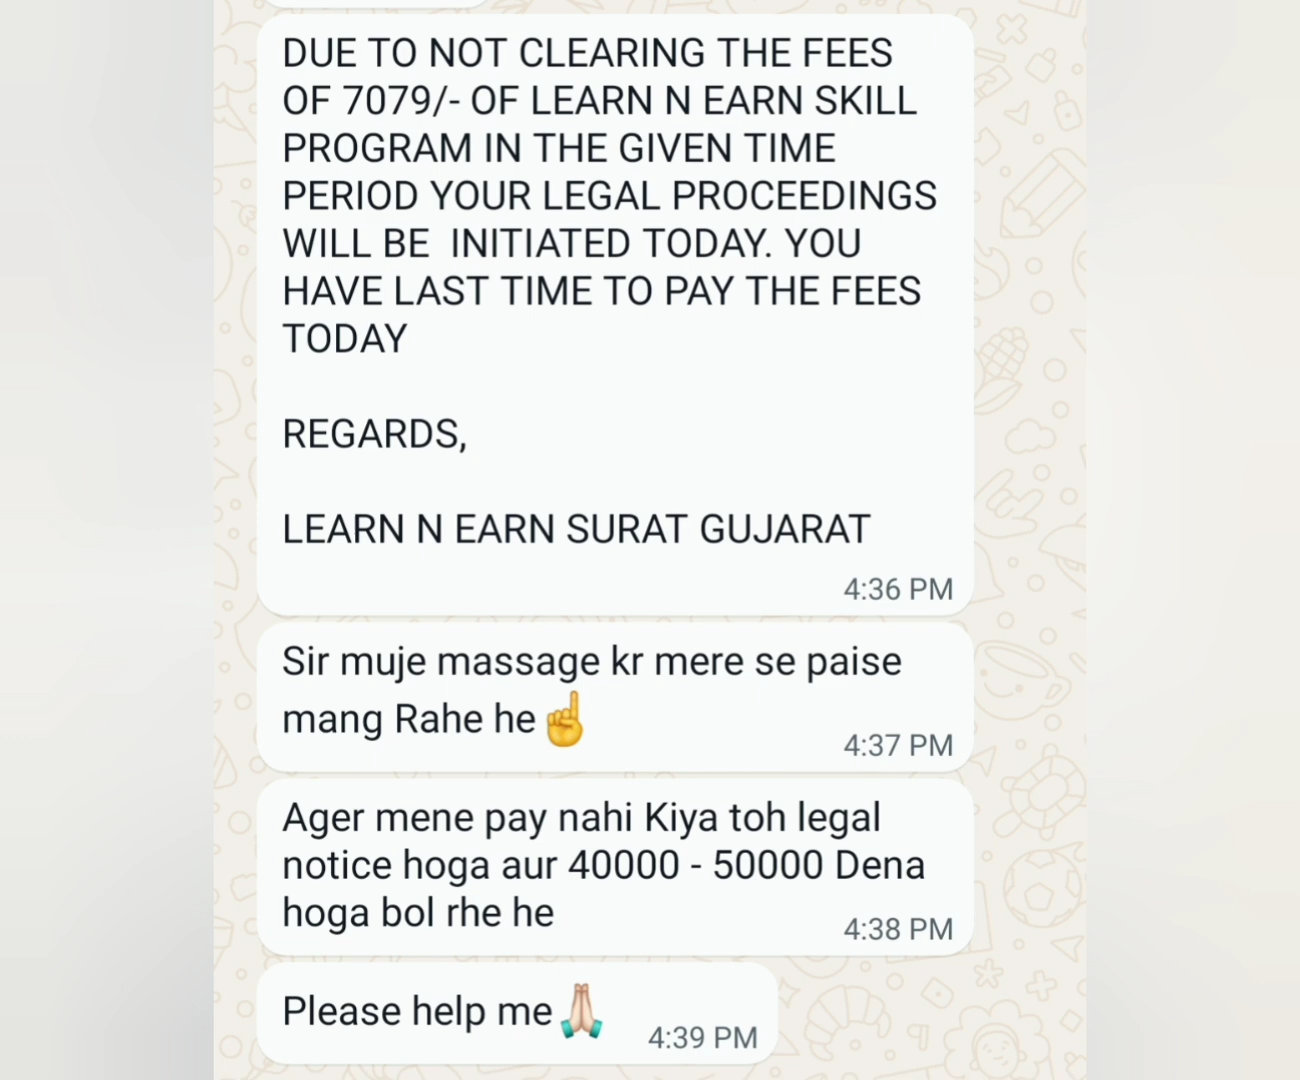 DUE TO NOT CLEARING THE FEES
OF 7079/- OF LEARN N EARN SKILL
PROGRAM IN THE GIVEN TIME
PERIOD YOUR LEGAL PROCEEDINGS
WILL BE  INITIATED TODAY. YOU
HAVE LAST TIME TO PAY THE FEES
TODAY
REGARDS,
LEARN N EARN SURAT GUJARAT
4:36 PM
Sir muje massage kr mere se paise
mang Rahe he☝️
4:37 PM
Ager mene pay nahi Kiya toh legal
notice hoga aur 40000 - 50000 Dena
hoga bol rhe he
4:38 PM
Please help me🙏🏻
4:39 PM